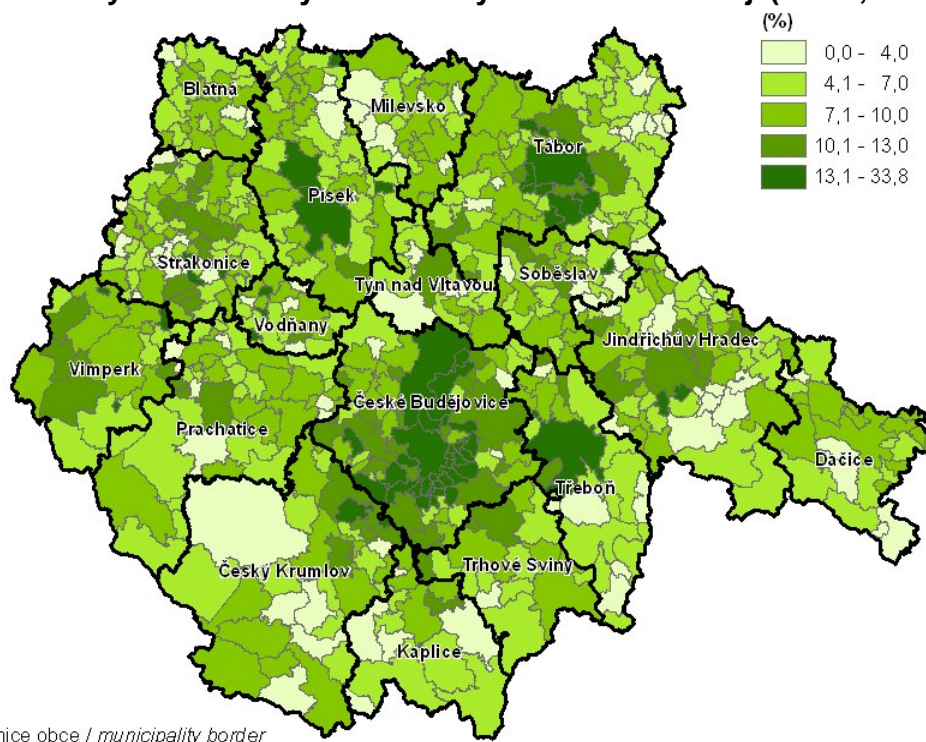 (%)
0,0 - 4,0
4,1 - 7,0
7,1 - 10,0
10,1 - 13,0
13,1 - 33,8
Blatná
Milevsko
Tábor
Písek
Strakonice
Týn nad Vltavou
Soběslav
Vodňany
Jindřichův Hradec
Vimperk
České Budějovice
Prachatice
Dačice
Třeboň
Český Krumlov
Trhové Sviny
Kaplice
nice obce / municipality border